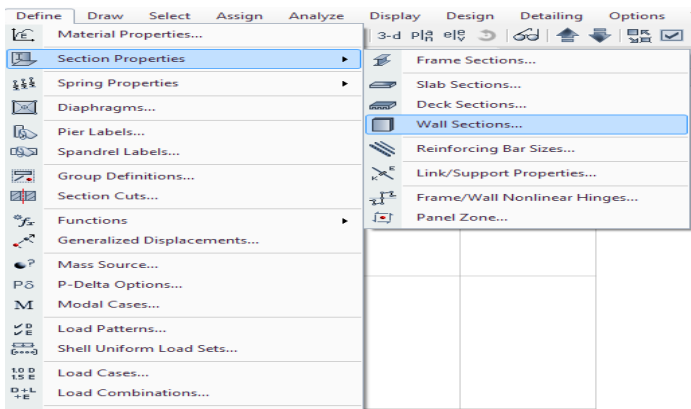 Define Draw Select Assign Analyze Display Design Detailing Options
Material Properties...
3-d
Section Properties
Frame Sections...
Spring Properties
Slab Sections...
Diaphragms...
Deck Sections...
Pier Labels...
Wall Sections...
Spandrel Labels...
Reinforcing Bar Sizes...
Group Definitions...
Link/Support Properties...
Section Cuts...
Frame/Wall Nonlinear Hinges...
Functions
Panel Zone...
Generalized Displacements...
Mass Source...
Pδ P-Delta Options...
M Modal Cases...
Load Patterns...
Shell Uniform Load Sets...
Load Cases...
Load Combinations...